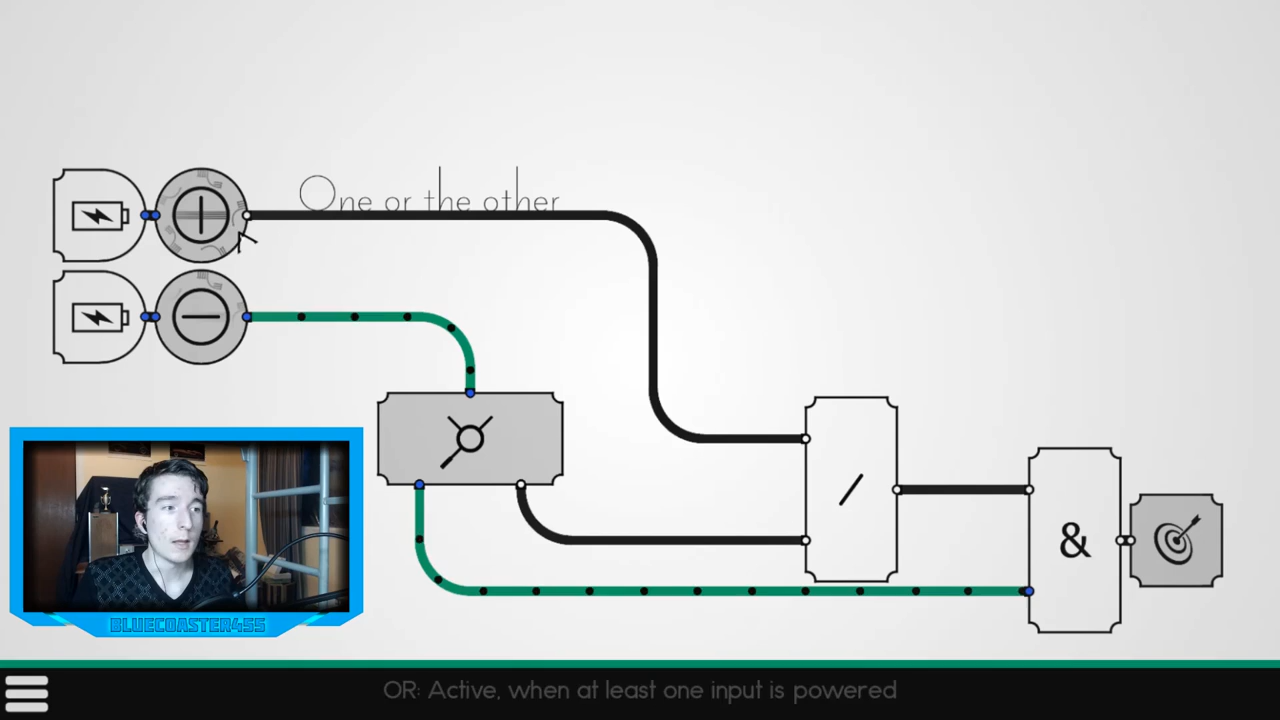 One or the other
/
&
BLUECOASTER455
OR: Active, when at least one input is powered